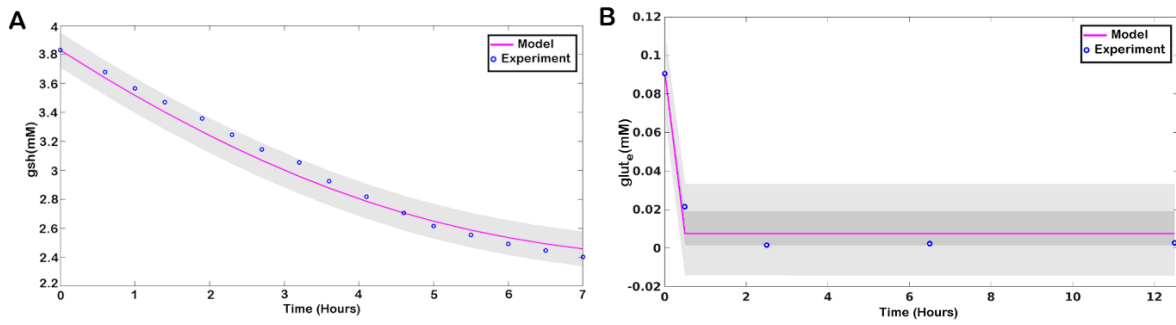 A
4
3.8
3.6
3.4
3.2
3
2.8
2.6
2.4
2.2
gsh(mM)
0 1 2 3 4 5 6 7
Time (Hours)
Model
Experiment
B
0.12
0.1
0.08
0.06
0.04
0.02
0
-0.02
glut_e(mM)
0 2 4 6 8 10 12
Time (Hours)
Model
Experiment